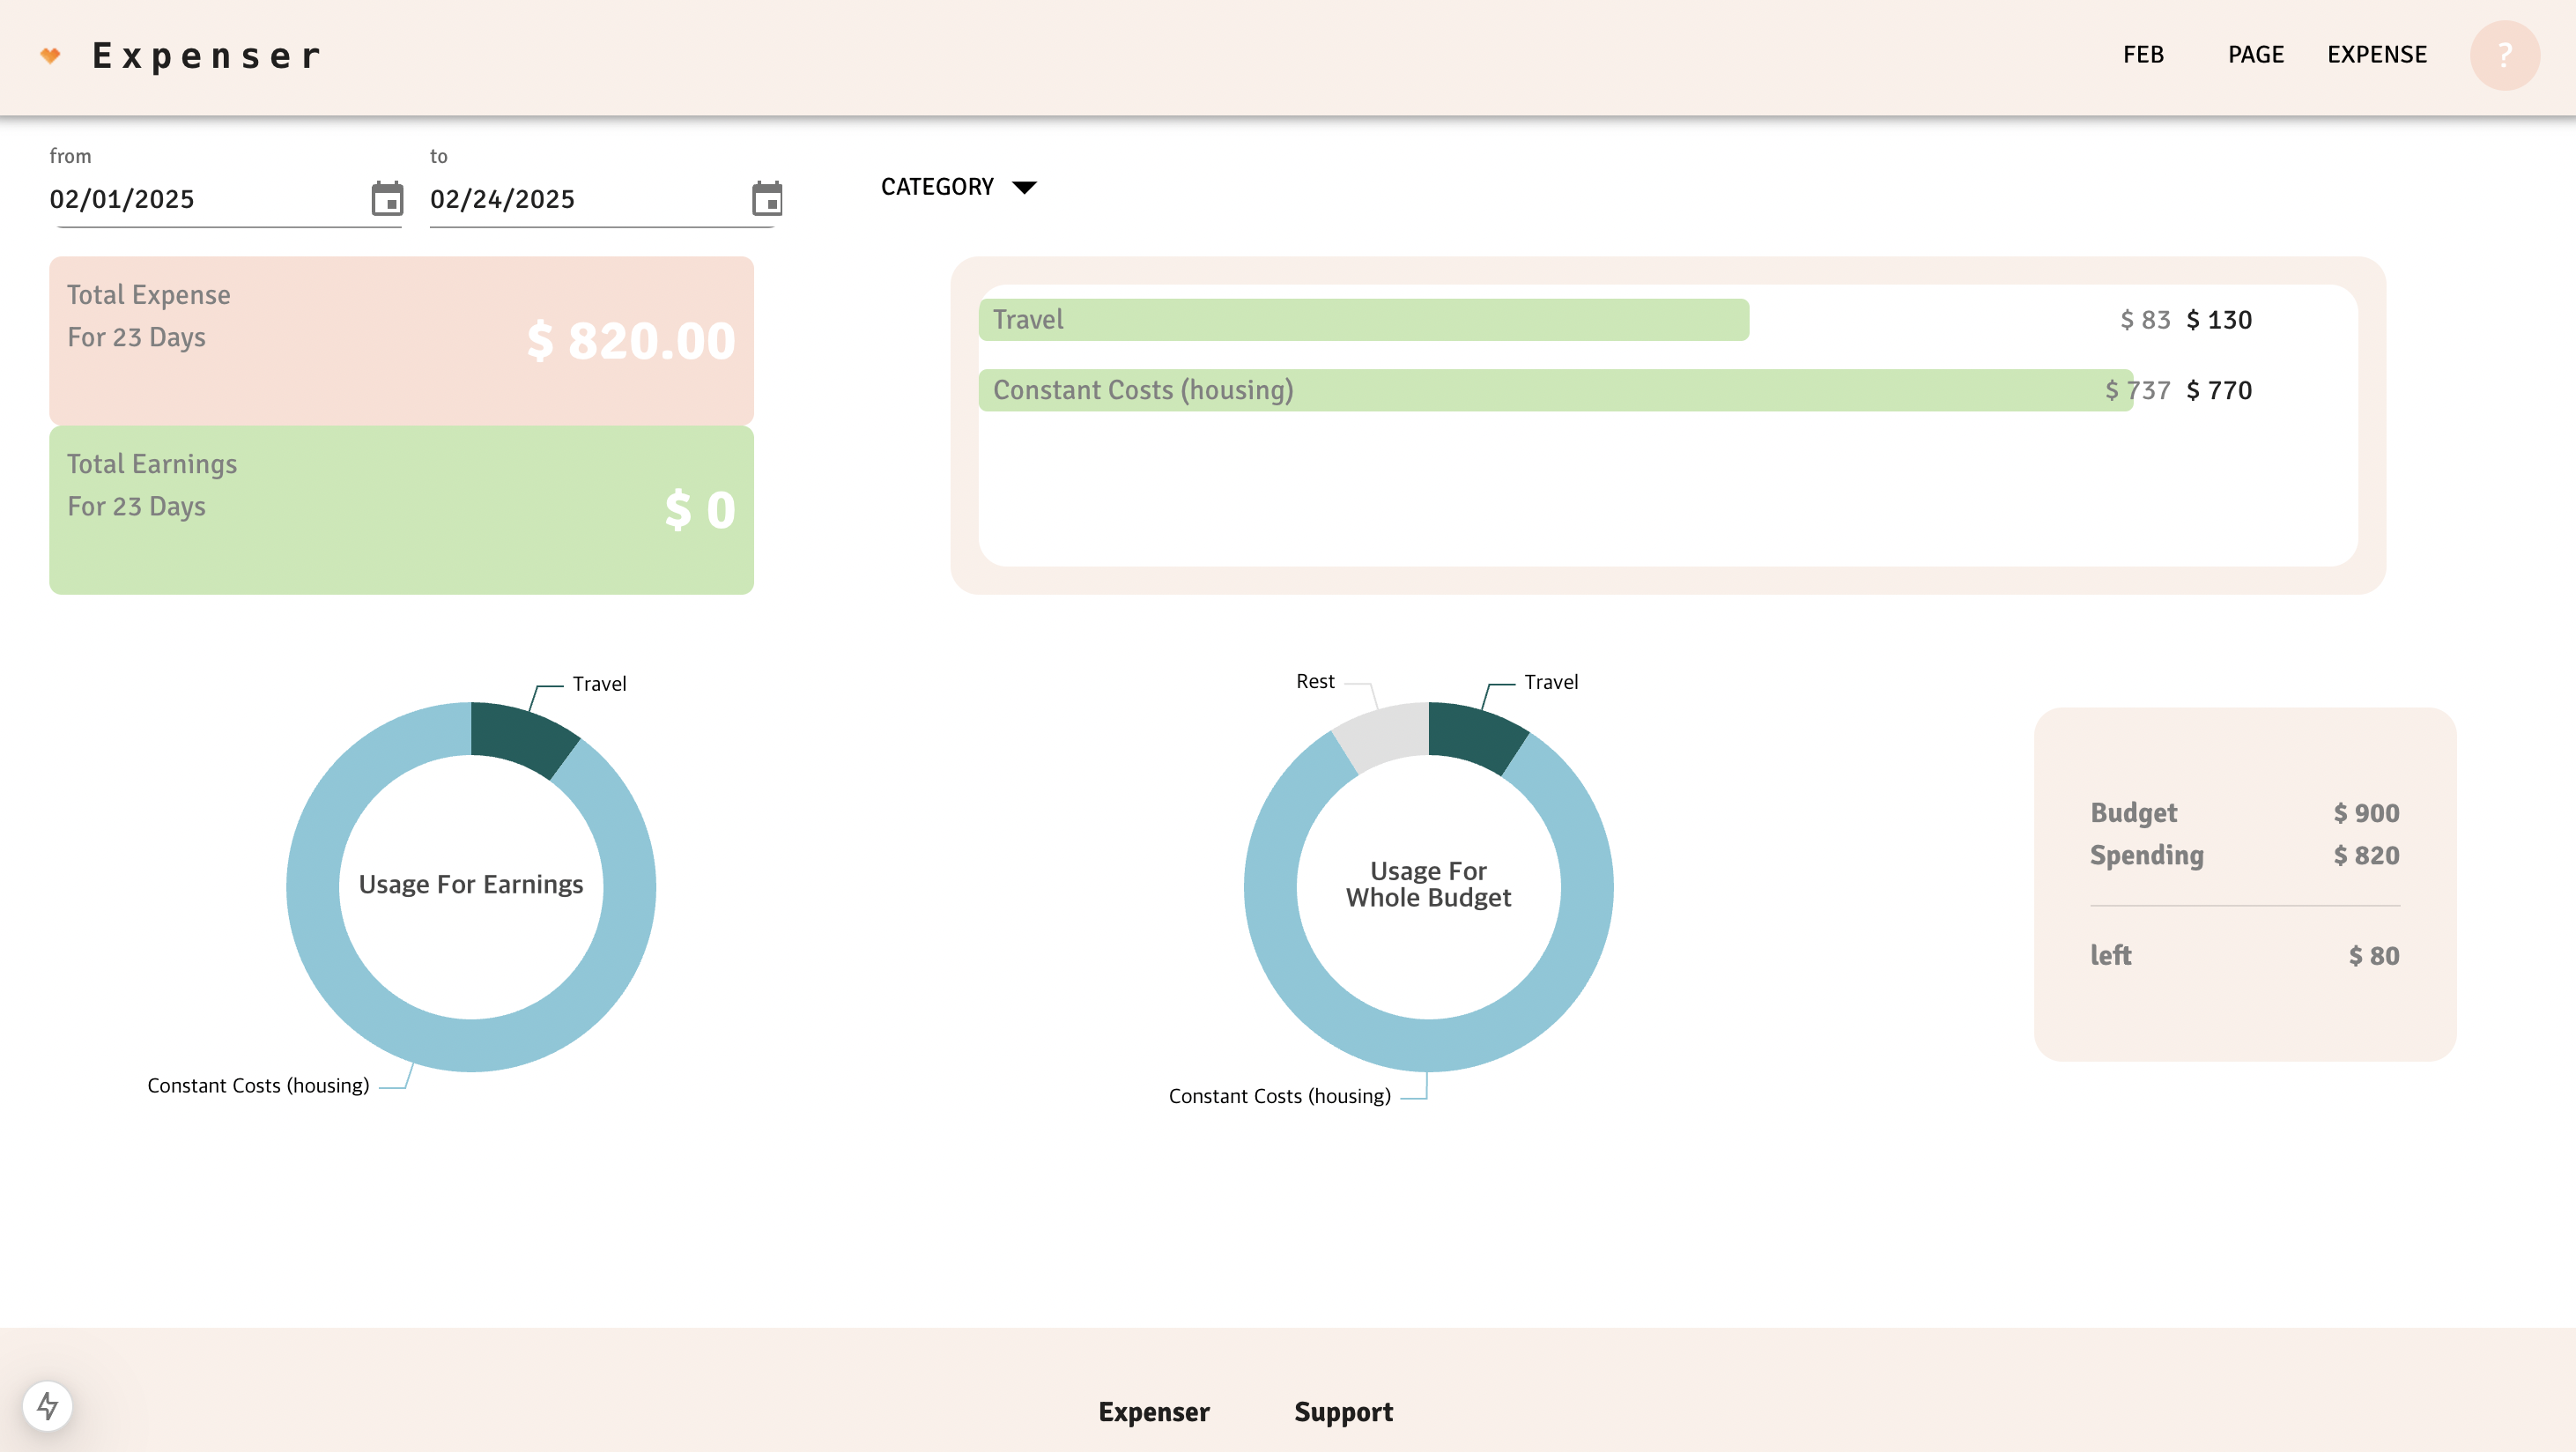 Expenser
FEB PAGE EXPENSE ?
from to
02/01/2025 02/24/2025
CATEGORY
Total Expense
For 23 Days
$ 820.00
Total Earnings
For 23 Days
$ 0
Travel $ 83 $ 130
Constant Costs (housing) $ 737 $ 770
Travel
Usage For Earnings
Constant Costs (housing)
Rest Travel
Usage For
Whole Budget
Constant Costs (housing)
Budget $ 900
Spending $ 820
left $ 80
Expenser Support